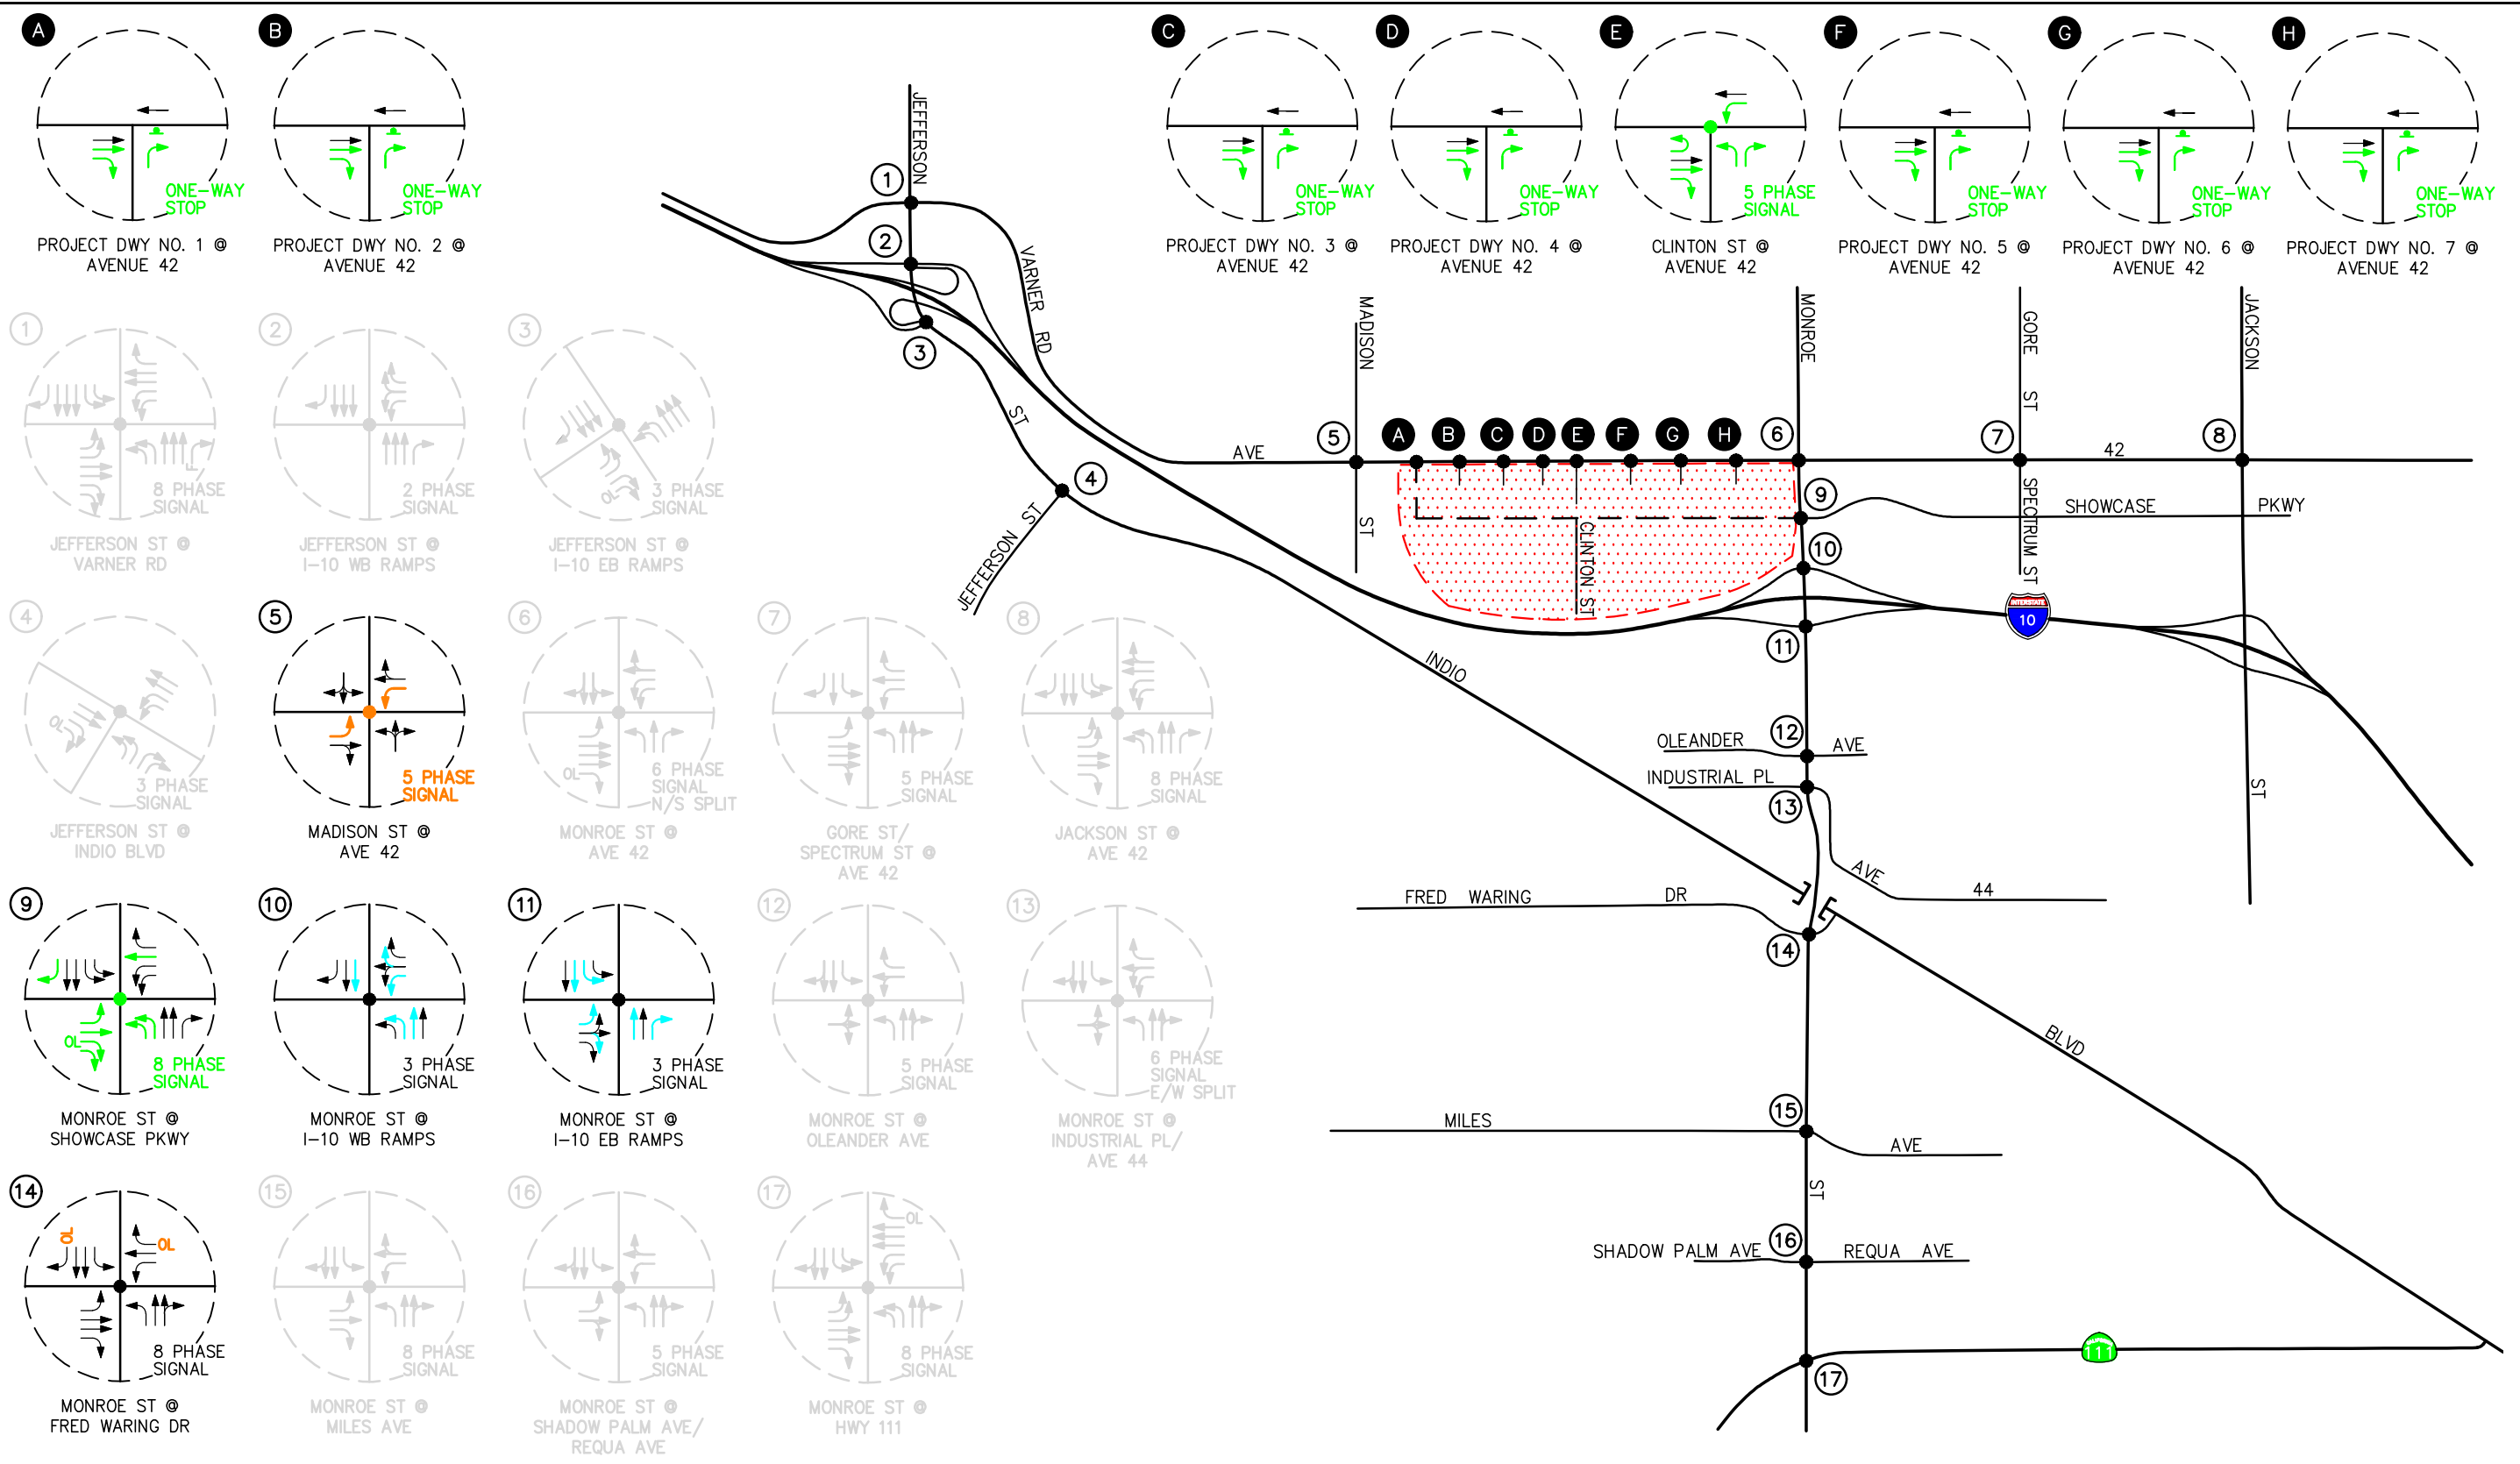 A
ONE-WAY
STOP
PROJECT DWY NO. 1 @
AVENUE 42
B
ONE-WAY
STOP
PROJECT DWY NO. 2 @
AVENUE 42
C
ONE-WAY
STOP
PROJECT DWY NO. 3 @
AVENUE 42
D
ONE-WAY
STOP
PROJECT DWY NO. 4 @
AVENUE 42
E
5 PHASE
SIGNAL
CLINTON ST @
AVENUE 42
F
ONE-WAY
STOP
PROJECT DWY NO. 5 @
AVENUE 42
G
ONE-WAY
STOP
PROJECT DWY NO. 6 @
AVENUE 42
H
ONE-WAY
STOP
PROJECT DWY NO. 7 @
AVENUE 42
1
8 PHASE
SIGNAL
JEFFERSON ST @
VARNER RD
2
2 PHASE
SIGNAL
JEFFERSON ST @
I-10 WB RAMPS
3
OL
3 PHASE
SIGNAL
JEFFERSON ST @
I-10 EB RAMPS
4
OL
3 PHASE
SIGNAL
JEFFERSON ST @
INDIO BLVD
5
5 PHASE
SIGNAL
MADISON ST @
AVE 42
6
OL
6 PHASE
SIGNAL
N/S SPLIT
MONROE ST @
AVE 42
7
5 PHASE
SIGNAL
GORE ST/
SPECTRUM ST @
AVE 42
8
8 PHASE
SIGNAL
JACKSON ST @
AVE 42
9
OL
8 PHASE
SIGNAL
MONROE ST @
SHOWCASE PKWY
10
3 PHASE
SIGNAL
MONROE ST @
I-10 WB RAMPS
11
3 PHASE
SIGNAL
MONROE ST @
I-10 EB RAMPS
12
5 PHASE
SIGNAL
MONROE ST @
OLEANDER AVE
13
6 PHASE
SIGNAL
E/W SPLIT
MONROE ST @
INDUSTRIAL PL/
AVE 44
14
OL
OL
8 PHASE
SIGNAL
MONROE ST @
FRED WARING DR
15
8 PHASE
SIGNAL
MONROE ST @
MILES AVE
16
5 PHASE
SIGNAL
MONROE ST @
SHADOW PALM AVE/
REQUA AVE
17
OL
8 PHASE
SIGNAL
MONROE ST @
HWY 111
JEFFERSON
ST
1
2
3
VARNER RD
4
JEFFERSON ST
MADISON
ST
MONROE
GORE ST
SPECTRUM ST
JACKSON
ST
AVE
5
A
B
C
D
E
F
G
H
6
7
42
8
9
SHOWCASE PKWY
CLINTON ST
10
INTERSTATE
10
11
INDIO
12
OLEANDER AVE
INDUSTRIAL PL
13
AVE 44
FRED WARING DR
14
BLVD
15
MILES
AVE
ST
SHADOW PALM AVE
16
REQUA AVE
111
17